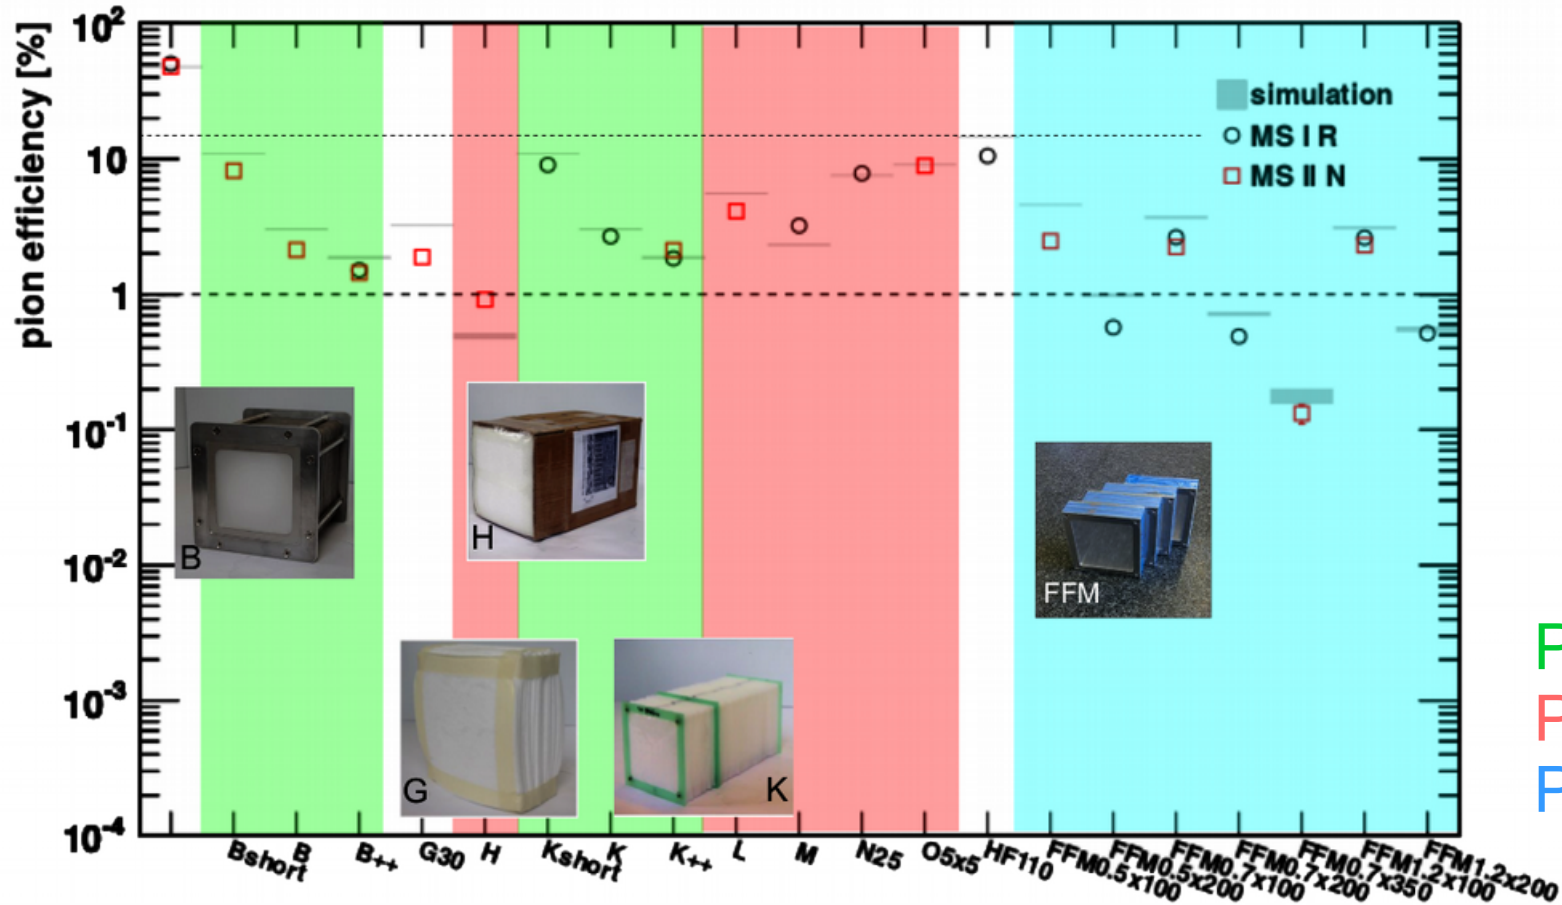 pion efficiency [%]
10²
10
1
10⁻¹
10⁻²
10⁻³
10⁻⁴
simulation
MS I R
MS II N
B
H
FFM
G
K
Bshort
B
B++
G30
H
Kshort
K
K++
L
M
N25
O5x5
HF110
FFM0.5x100
FFM0.5x200
FFM0.7x100
FFM0.7x200
FFM0.7x350
FFM1.2x100
FFM1.2x200
P
P
P